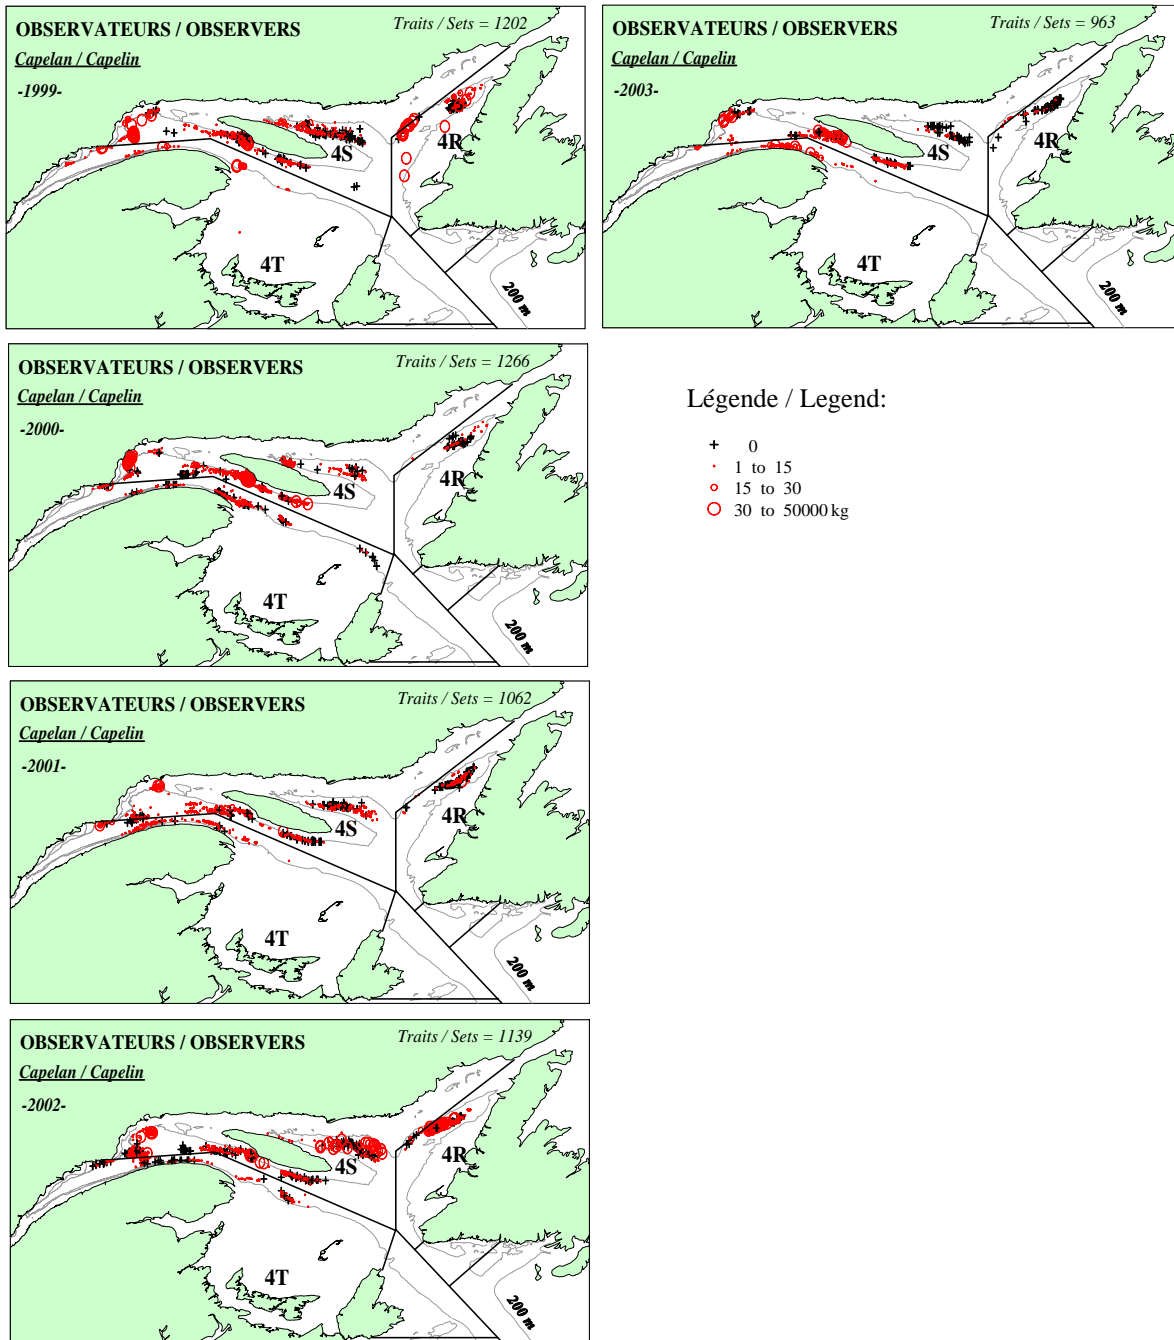 OBSERVATEURS / OBSERVERS
Traits / Sets = 1202
Capelan / Capelin
-1999-
4S
4R
4T
200 m
OBSERVATEURS / OBSERVERS
Traits / Sets = 963
Capelan / Capelin
-2003-
4S
4R
4T
200 m
OBSERVATEURS / OBSERVERS
Traits / Sets = 1266
Capelan / Capelin
-2000-
4S
4R
4T
200 m
Légende / Legend:
0
1 to 15
15 to 30
30 to 50000 kg
OBSERVATEURS / OBSERVERS
Traits / Sets = 1062
Capelan / Capelin
-2001-
4S
4R
4T
200 m
OBSERVATEURS / OBSERVERS
Traits / Sets = 1139
Capelan / Capelin
-2002-
4S
4R
4T
200 m